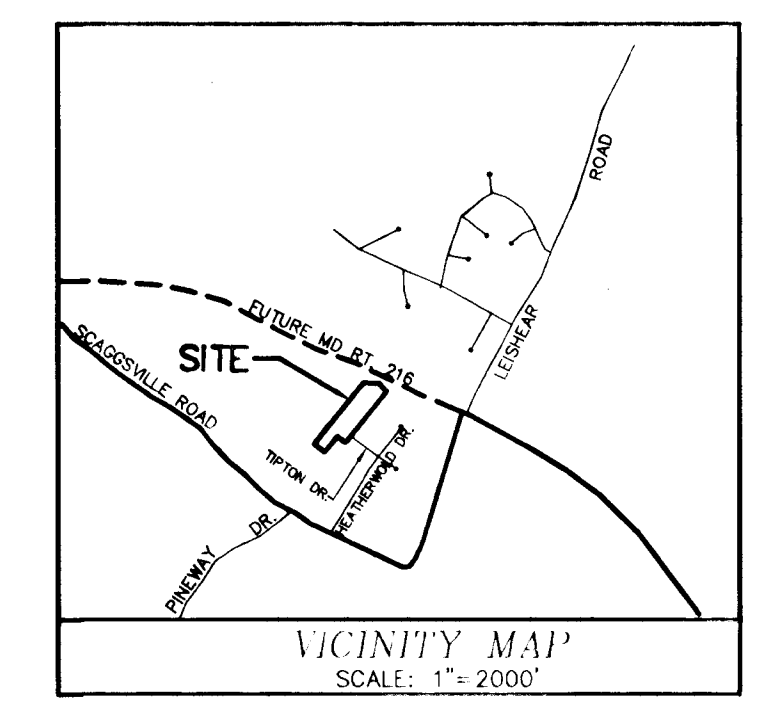 ROAD
LEISHEAR
FUTURE MD RT 216
SCAGGSVILLE ROAD
SITE
TIPTON DR.
HEATHERWOLD DR.
PINEWAY DR.
VICINITY MAP
SCALE: 1"=2000'